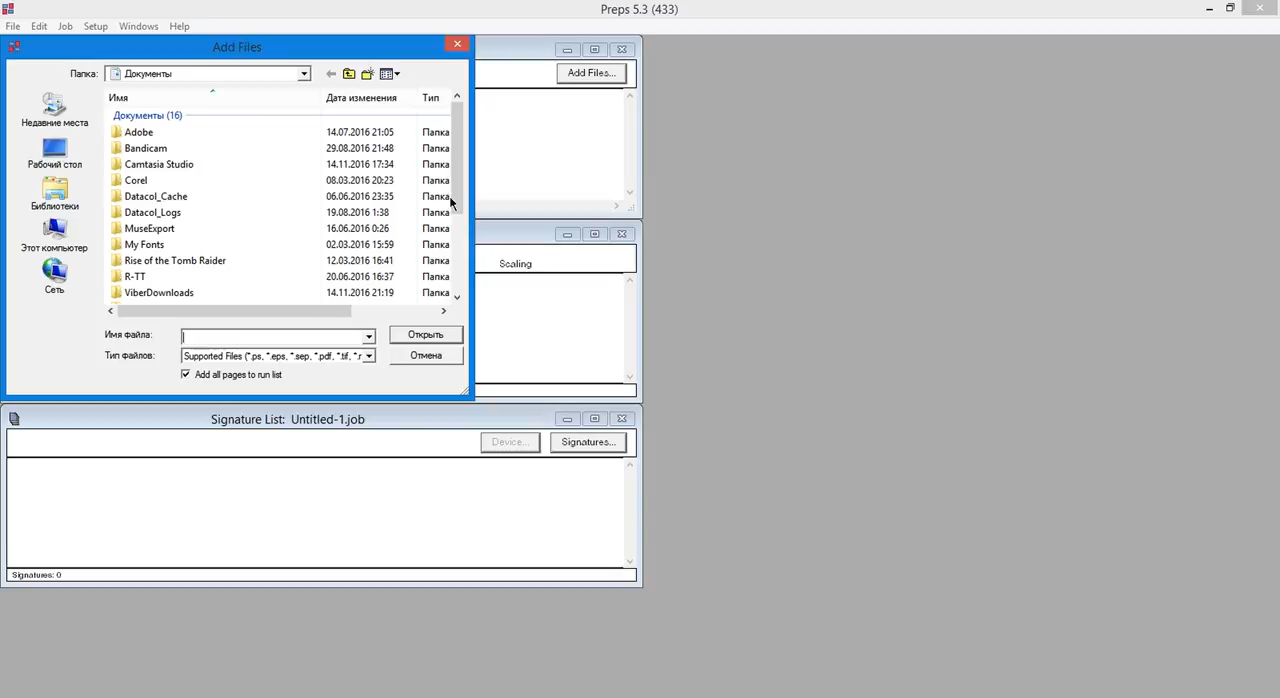 Preps 5.3 (433)
File Edit Job Setup Windows Help
Add Files
Папка: Документы
Add Files...
Имя Дата изменения Тип
Документы (16)
Adobe 14.07.2016 21:05 Папка
Bandicam 29.08.2016 21:48 Папка
Camtasia Studio 14.11.2016 17:34 Папка
Corel 08.03.2016 20:23 Папка
Datacol_Cache 06.06.2016 23:35 Папка
Datacol_Logs 19.08.2016 1:38 Папка
MuseExport 16.06.2016 0:26 Папка
My Fonts 02.03.2016 15:59 Папка
Rise of the Tomb Raider 12.03.2016 16:41 Папка
R-TT 20.06.2016 16:37 Папка
ViberDownloads 14.11.2016 21:19 Папка
Недавние места
Рабочий стол
Библиотеки
Этот компьютер
Сеть
Имя файла: Открыть
Тип файлов: Supported Files (*.ps, *.eps, *.sep, *.pdf, *.tif, *.r Отмена
Add all pages to run list
Scaling
Signature List: Untitled-1.job
Device... Signatures...
Signatures: 0